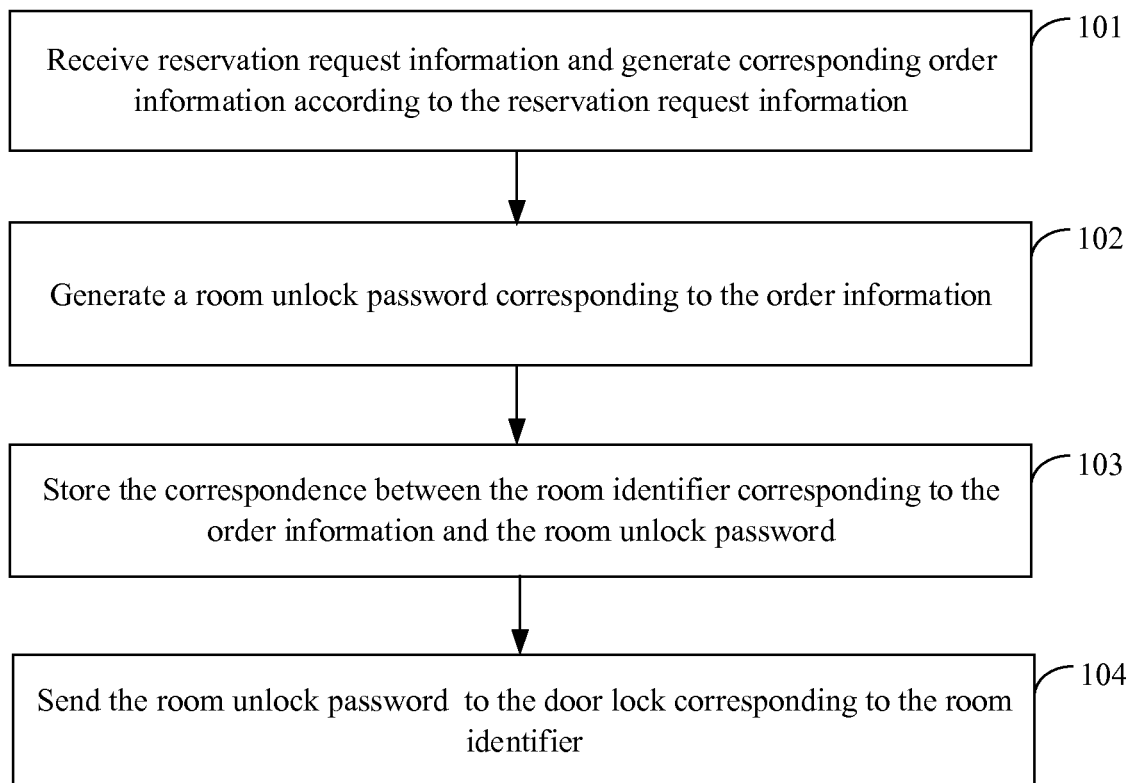 101
Receive reservation request information and generate corresponding order
information according to the reservation request information
102
Generate a room unlock password corresponding to the order information
103
Store the correspondence between the room identifier corresponding to the
order information and the room unlock password
104
Send the room unlock password to the door lock corresponding to the room
identifier